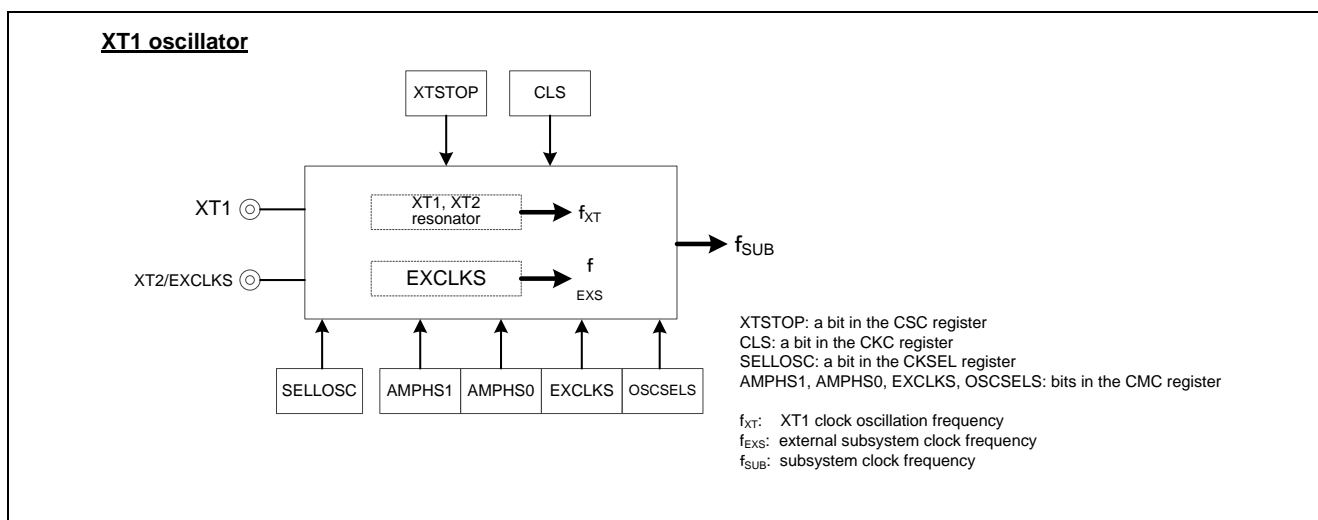 XT1 oscillator
XTSTOP
CLS
XT1
XT1, XT2
resonator
fXT
fSUB
XT2/EXCLKS
EXCLKS
f
EXS
SELLOSC
AMPHS1
AMPHS0
EXCLKS
OSCSELS
XTSTOP: a bit in the CSC register
CLS: a bit in the CKC register
SELLOSC: a bit in the CKSEL register
AMPHS1, AMPHS0, EXCLKS, OSCSELS: bits in the CMC register
fXT: XT1 clock oscillation frequency
fEXS: external subsystem clock frequency
fSUB: subsystem clock frequency